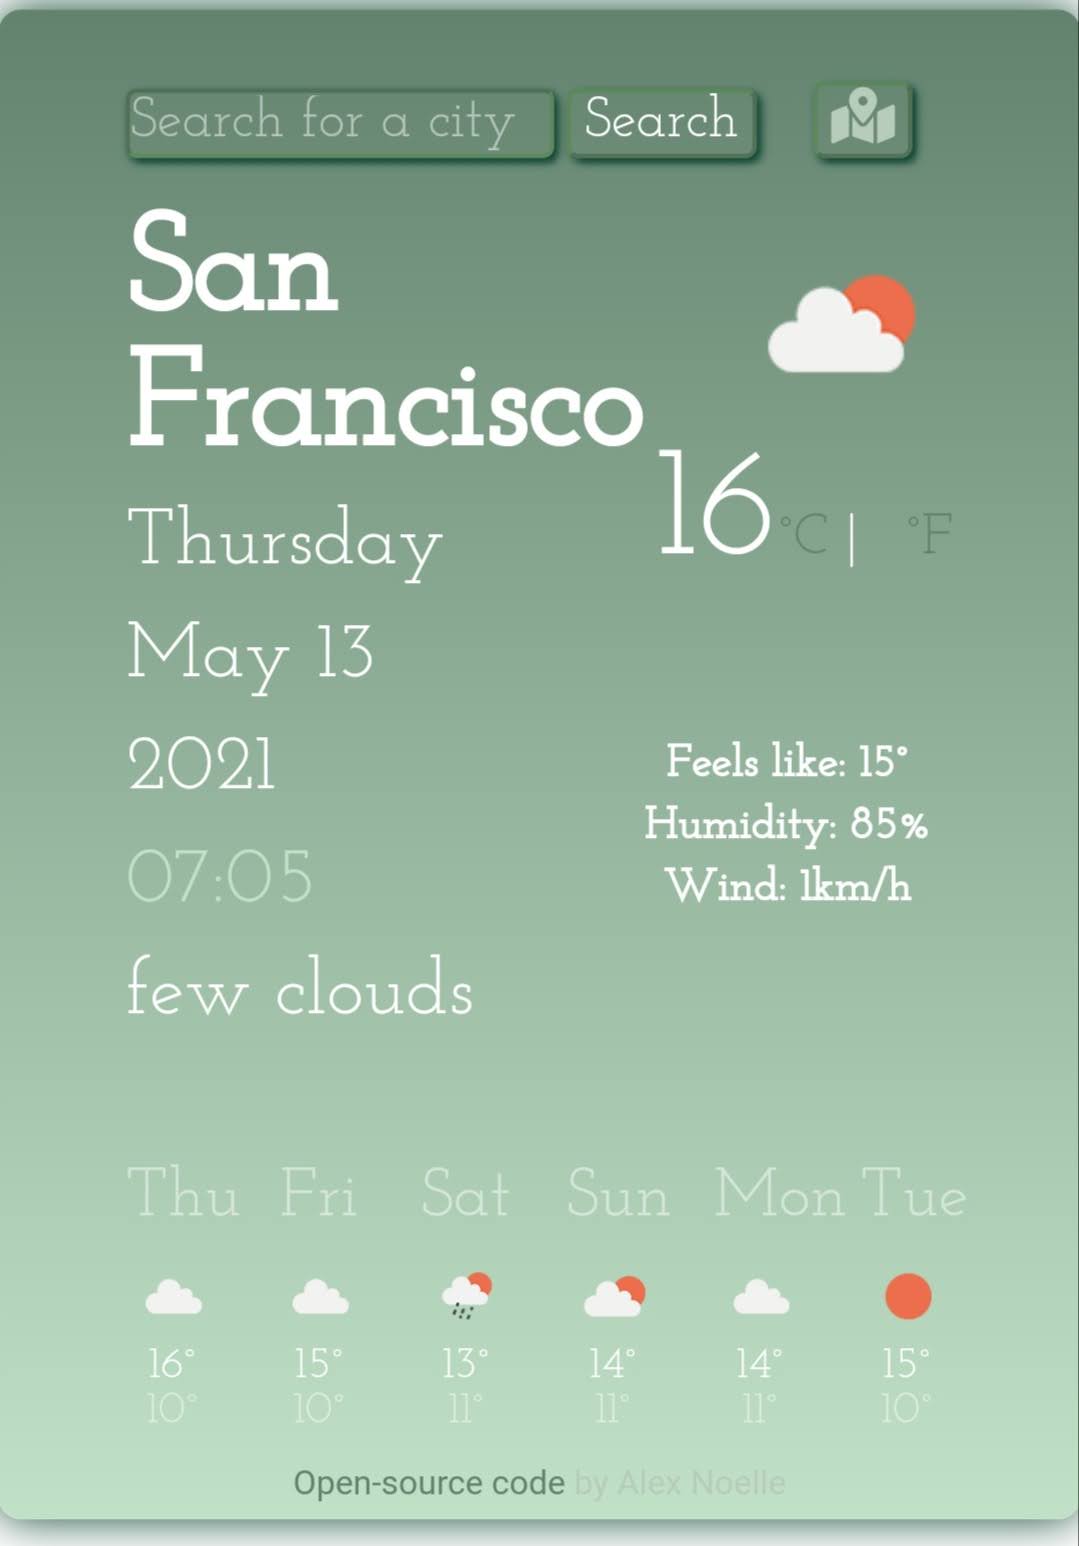 Search for a city Search
San
Francisco
16 °C | °F
Thursday
May 13
2021
07:05
few clouds
Feels like: 15°
Humidity: 85%
Wind: 1km/h
Thu Fri Sat Sun Mon Tue
16° 15° 13° 14° 14° 15°
10° 10° 11° 11° 11° 10°
Open-source code by Alex Noelle